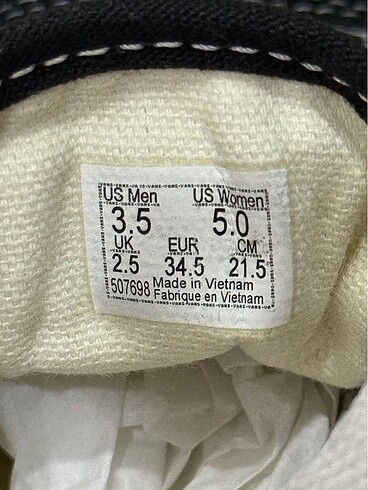 US Men US Women
3.5 5.0
UK EUR CM
2.5 34.5 21.5
507698 Made in Vietnam
Fabrique en Vietnam